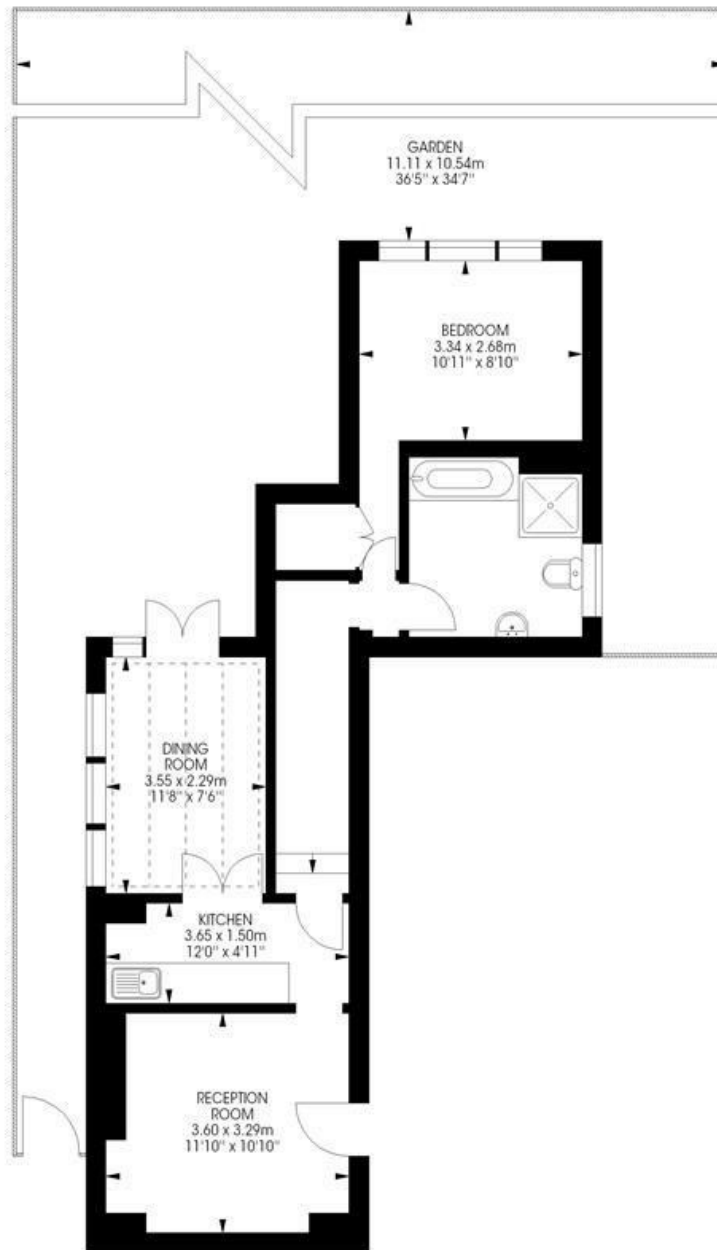 GARDEN
11.11 x 10.54m
36'5" x 34'7"
BEDROOM
3.34 x 2.68m
10'11" x 8'10"
DINING
ROOM
3.55 x 2.29m
11'8" x 7'6"
KITCHEN
3.65 x 1.50m
12'0" x 4'11"
RECEPTION
ROOM
3.60 x 3.29m
11'10" x 10'10"